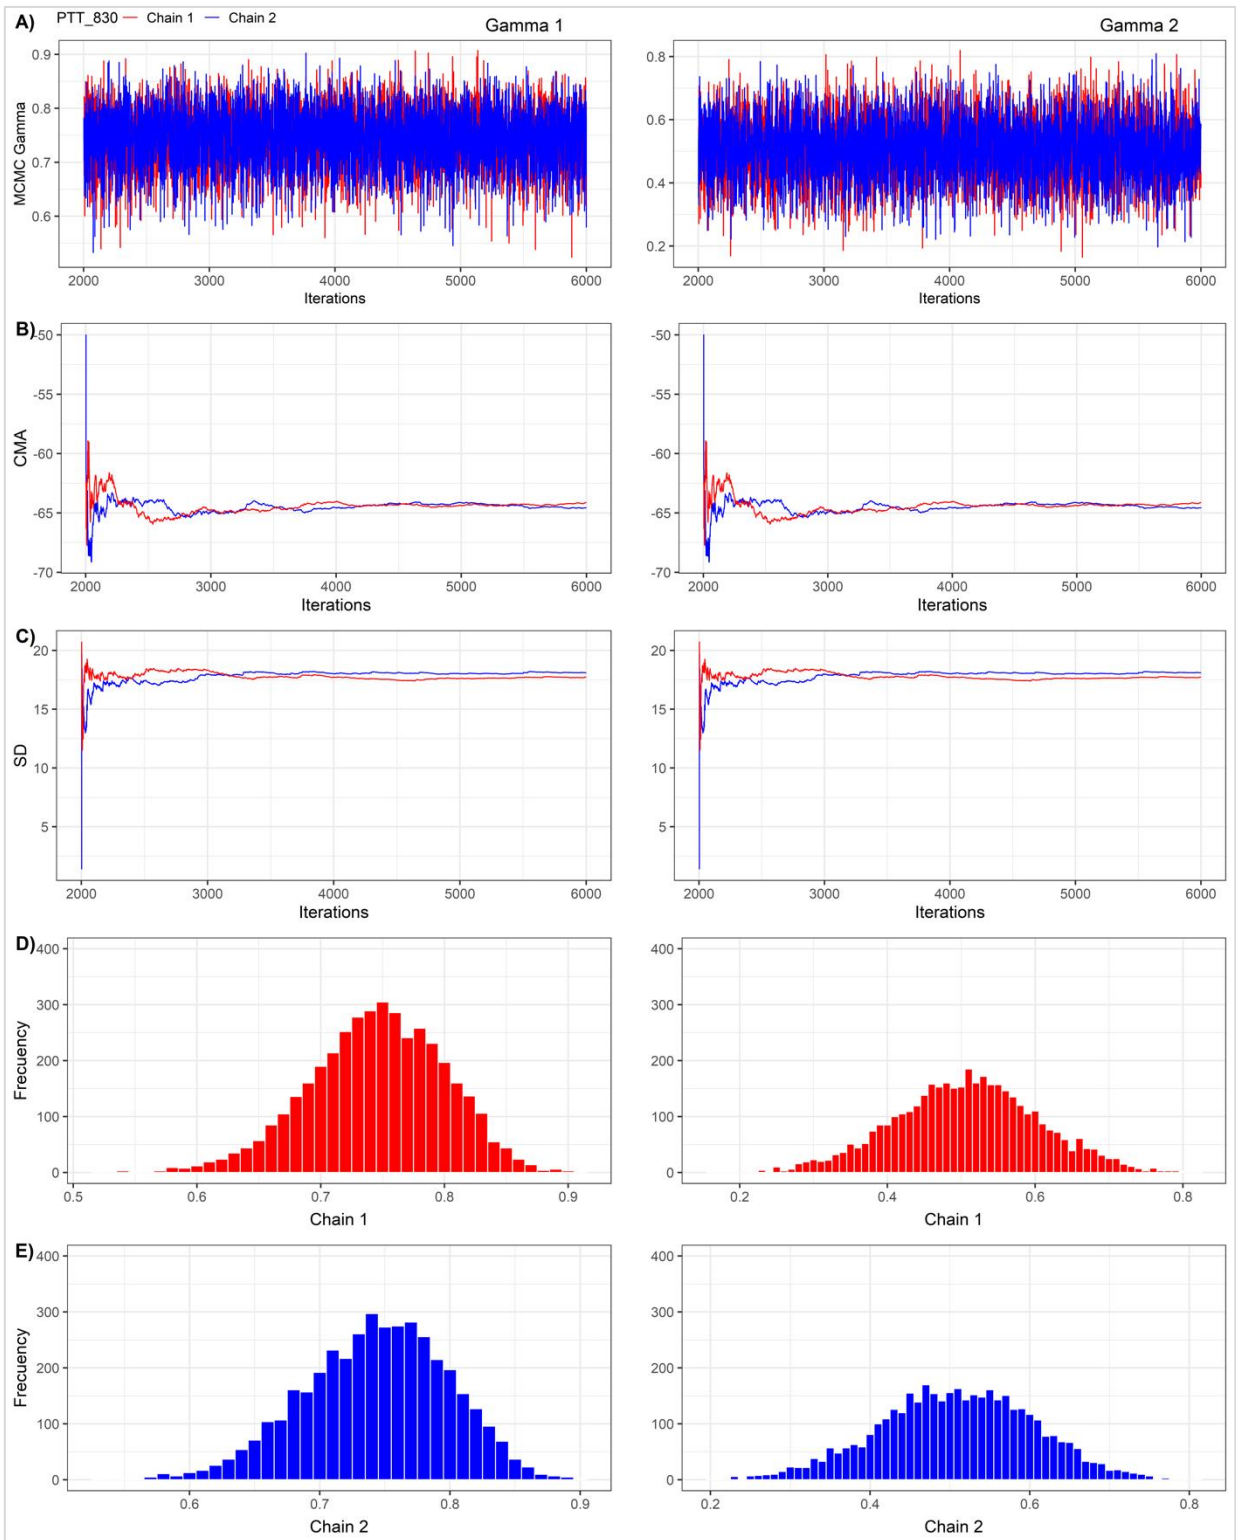 A) PTT_830 Chain 1 Chain 2 Gamma 1 Gamma 2
MCMC Gamma
0.9
0.8
0.7
0.6
2000 3000 4000 5000 6000
Iterations
0.8
0.6
0.4
0.2
2000 3000 4000 5000 6000
Iterations
B)
CMA
-50
-55
-60
-65
-70
2000 3000 4000 5000 6000
Iterations
-50
-55
-60
-65
-70
2000 3000 4000 5000 6000
Iterations
C)
SD
20
15
10
5
2000 3000 4000 5000 6000
Iterations
20
15
10
5
2000 3000 4000 5000 6000
Iterations
D)
Frecuency
400
300
200
100
0
0.5 0.6 0.7 0.8 0.9
Chain 1
400
300
200
100
0
0.2 0.4 0.6 0.8
Chain 1
E)
Frecuency
400
300
200
100
0
0.6 0.7 0.8 0.9
Chain 2
400
300
200
100
0
0.2 0.4 0.6 0.8
Chain 2